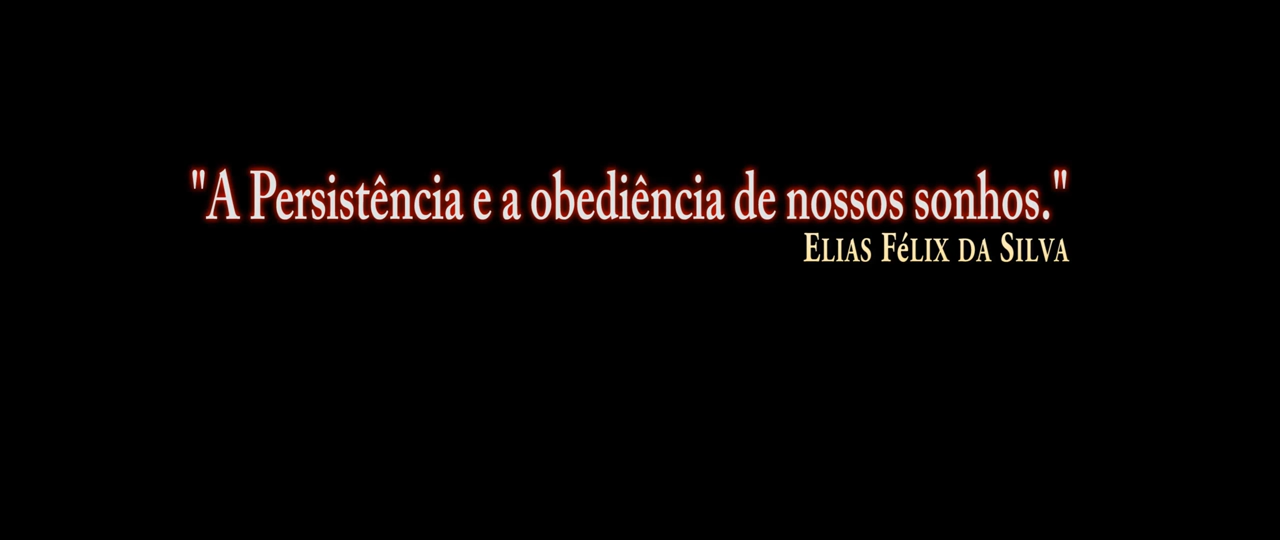 "A Persistência e a obediência de nossos sonhos."
ELIAS FéLIX DA SILVA